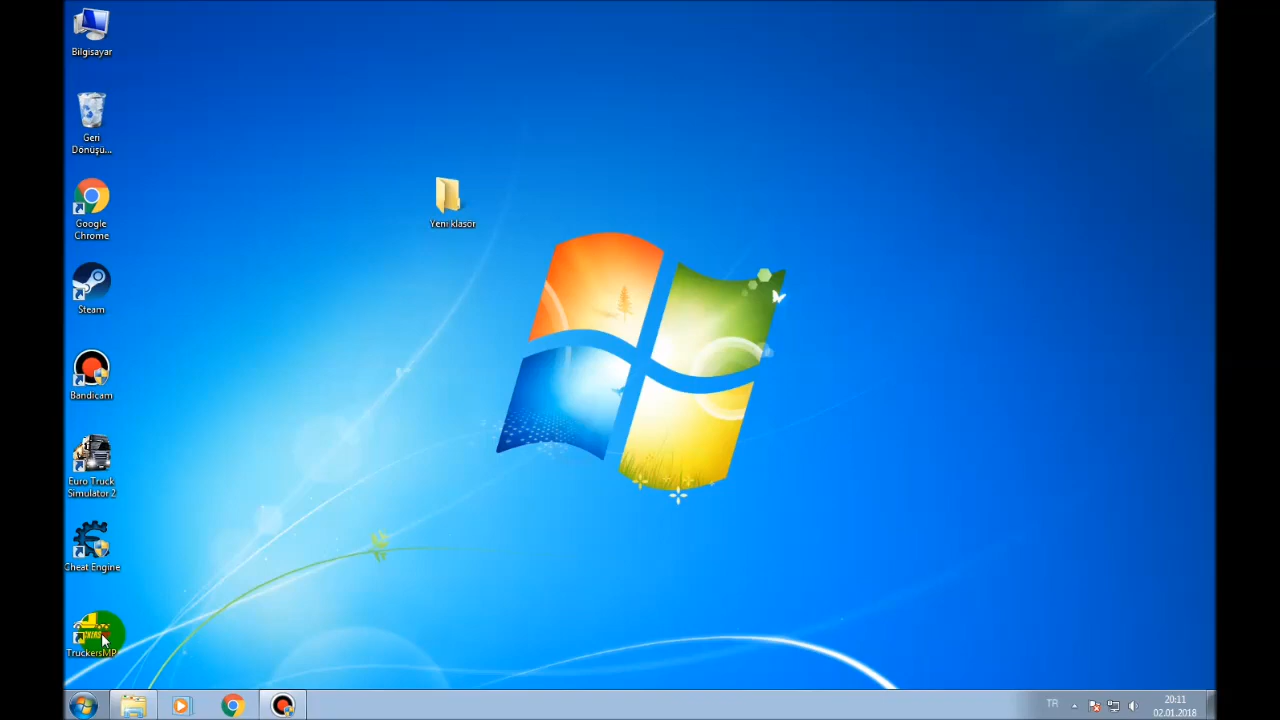 Bilgisayar
Geri
Dönüşü...
Google
Chrome
Steam
Bandicam
Euro Truck
Simulator 2
Cheat Engine
TruckersMP
Yeni klasör
TR
20:11
02.01.2018